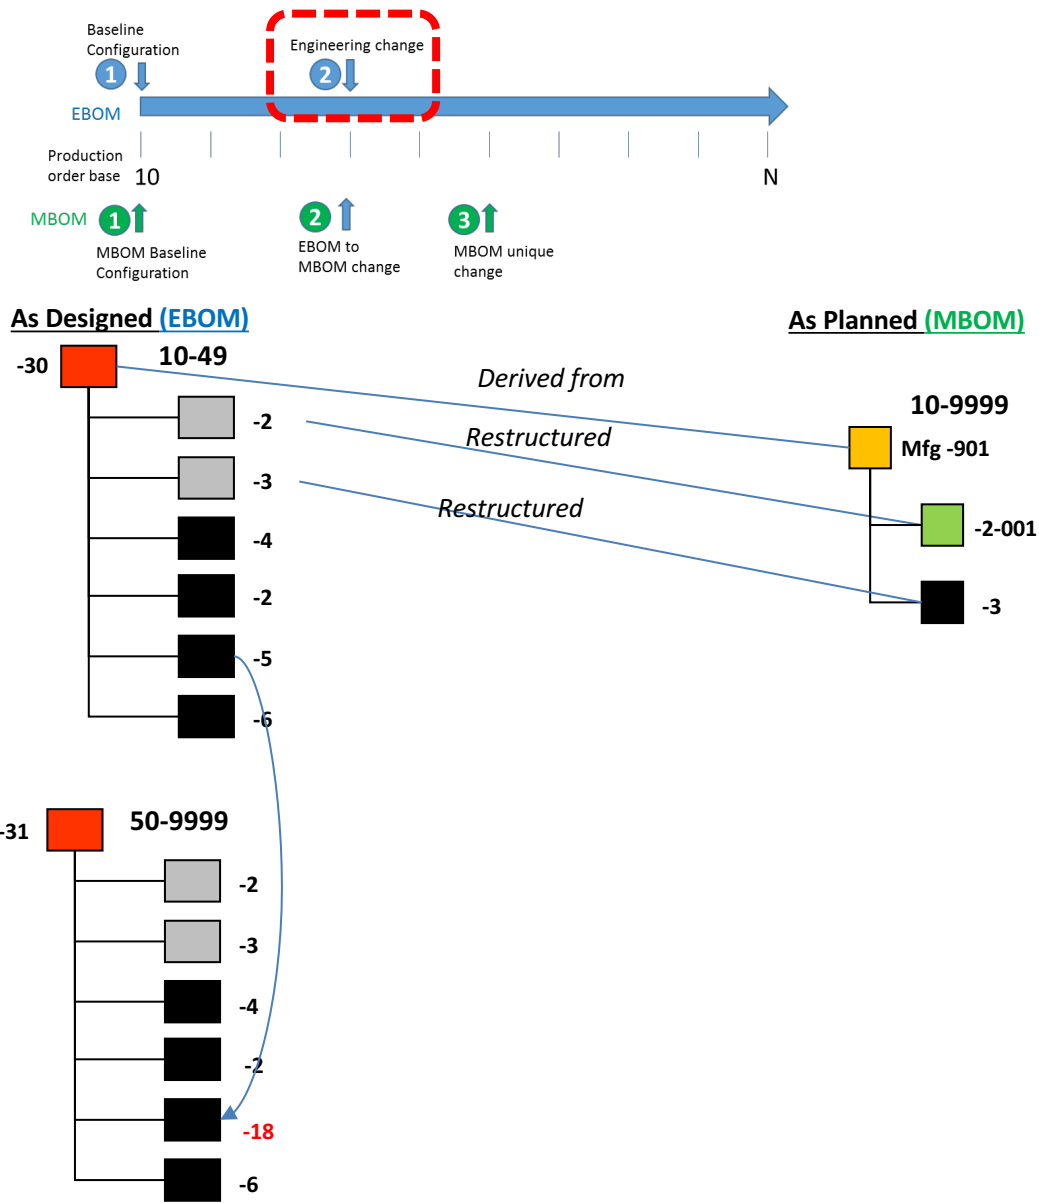 Baseline
Configuration
Engineering change
1
2
EBOM
Production
order base
10
N
MBOM
1
2
3
MBOM Baseline
Configuration
EBOM to
MBOM change
MBOM unique
change
As Designed (EBOM)
As Planned (MBOM)
-30
10-49
Derived from
10-9999
-2
Restructured
Mfg -901
-3
Restructured
-2-001
-4
-2
-3
-5
-6
-31
50-9999
-2
-3
-4
-2
-18
-6